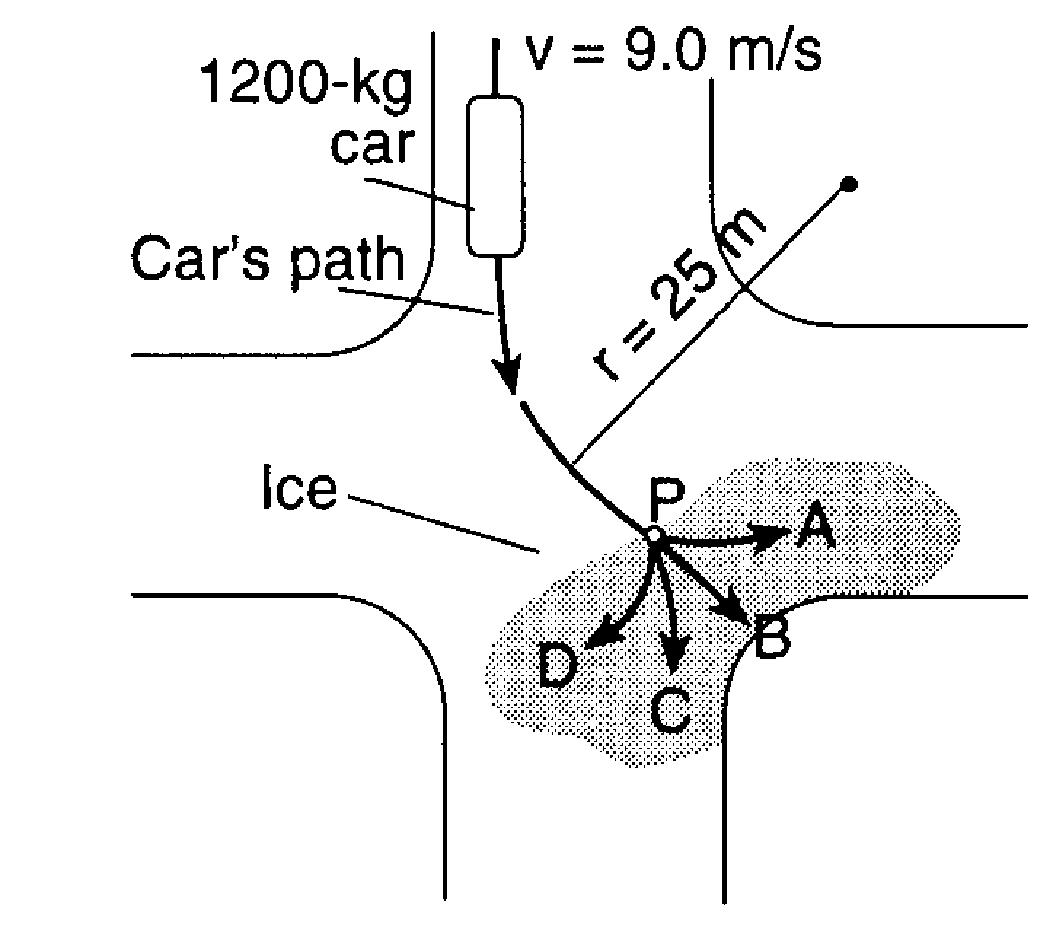 v = 9.0 m/s
1200-kg
car
Car's path
r = 25 m
Ice
P
A
B
C
D